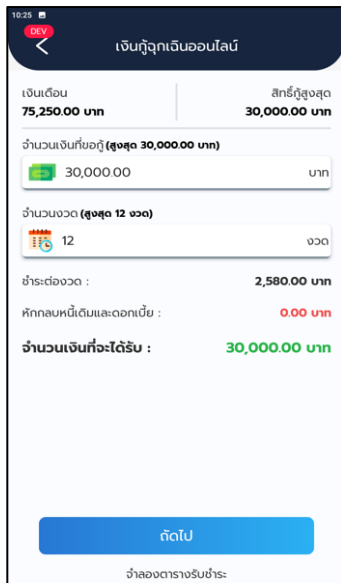 10:25
DEV
เงินกู้ฉุกเฉินออนไลน์
เงินเดือน
สิทธิ์กู้สูงสุด
75,250.00 บาท
30,000.00 บาท
จำนวนเงินที่ขอกู้ (สูงสุด 30,000.00 บาท)
30,000.00 บาท
จำนวนงวด (สูงสุด 12 งวด)
12 งวด
ชำระต่องวด : 2,580.00 บาท
หักกลบหนี้เดิมและดอกเบี้ย : 0.00 บาท
จำนวนเงินที่จะได้รับ : 30,000.00 บาท
ถัดไป
จำลองตารางรับชำระ